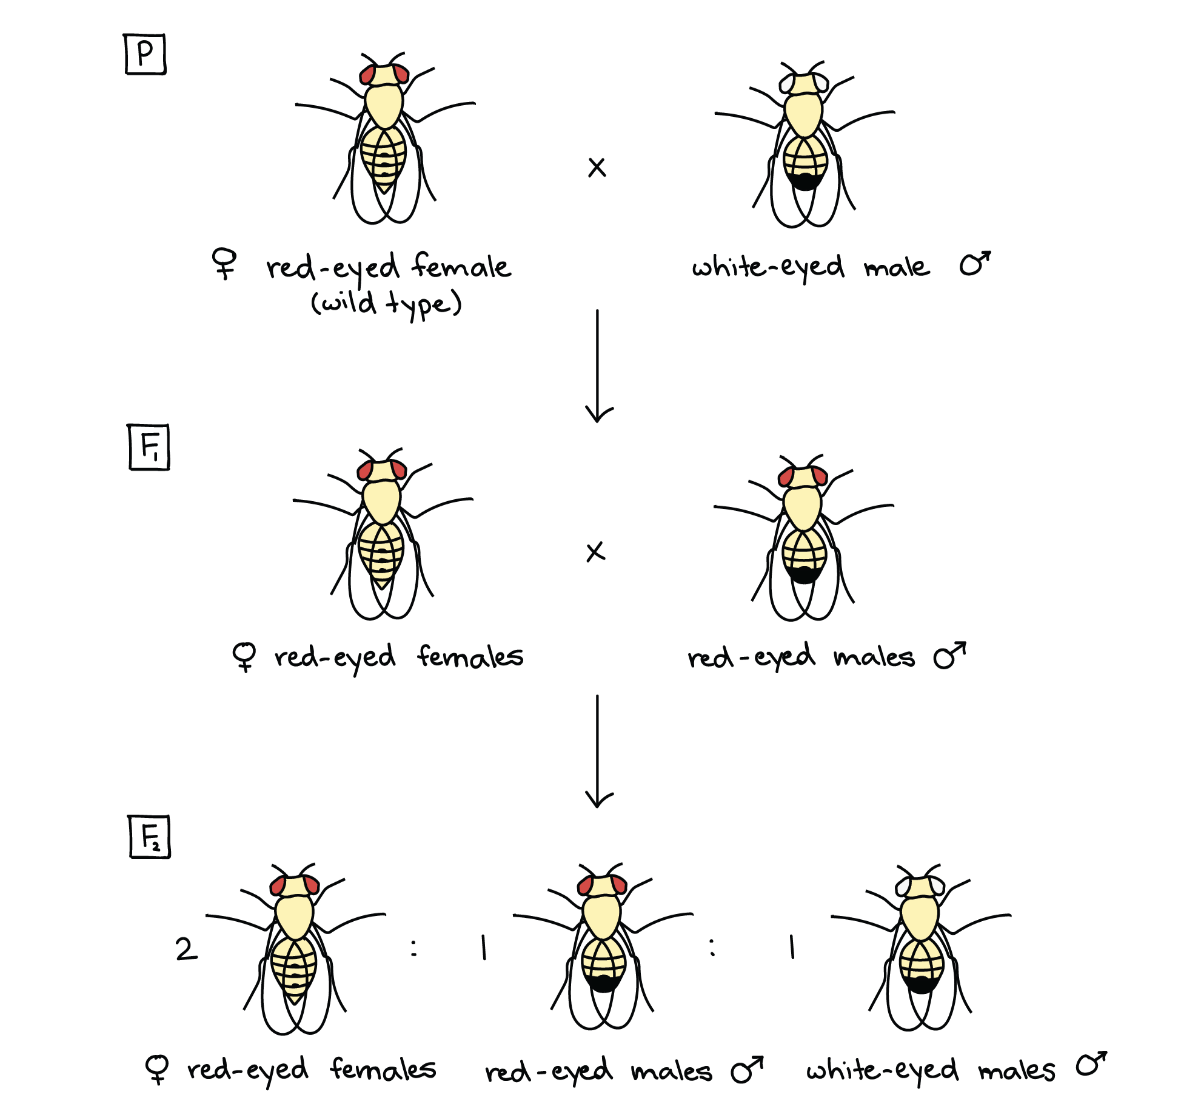 P
x
♀ red-eyed female
(wild type)
white-eyed male ♂
F₁
x
♀ red-eyed females
red-eyed males ♂
F₂
2 : 1 : 1
♀ red-eyed females
red-eyed males ♂
white-eyed males ♂